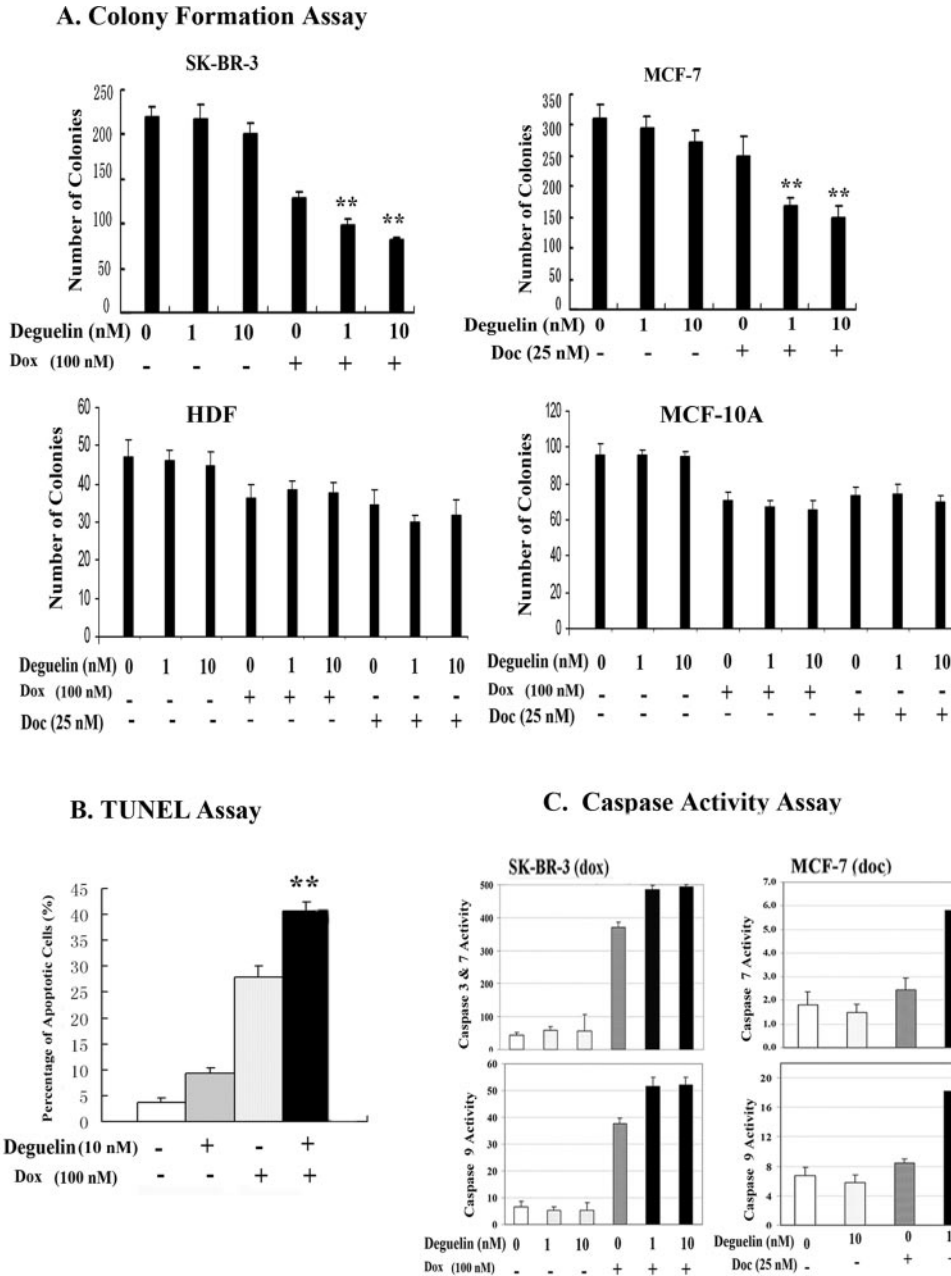 A. Colony Formation Assay
SK-BR-3
Number of Colonies
250
200
150
100
50
0
** **
Deguelin (nM) 0 1 10 0 1 10
Dox (100 nM) - - - + + +
MCF-7
Number of Colonies
350
300
250
200
150
100
50
0
** **
Deguelin (nM) 0 1 10 0 1 10
Doc (25 nM) - - - + + +
HDF
Number of Colonies
60
50
40
30
20
10
0
Deguelin (nM) 0 1 10 0 1 10 0 1 10
Dox (100 nM) - - - + + + - - -
Doc (25 nM) - - - - - - + + +
MCF-10A
Number of Colonies
120
100
80
60
40
20
0
Deguelin (nM) 0 1 10 0 1 10 0 1 10
Dox (100 nM) - - - + + + - - -
Doc (25 nM) - - - - - - + + +
B. TUNEL Assay
Percentage of Apoptotic Cells (%)
45
40
35
30
25
20
15
10
5
0
**
Deguelin (10 nM) - + - +
Dox (100 nM) - - + +
C. Caspase Activity Assay
SK-BR-3 (dox)
Caspase 3 & 7 Activity
500
400
300
200
100
0
Caspase 9 Activity
60
50
40
30
20
10
0
Deguelin (nM) 0 1 10 0 1 10
Dox (100 nM) - - - + + +
MCF-7 (doc)
Caspase 7 Activity
7.0
6.0
5.0
4.0
3.0
2.0
1.0
0.0
Caspase 9 Activity
20
16
12
8
4
0
Deguelin (nM) 0 10 0
Doc (25 nM) - - +